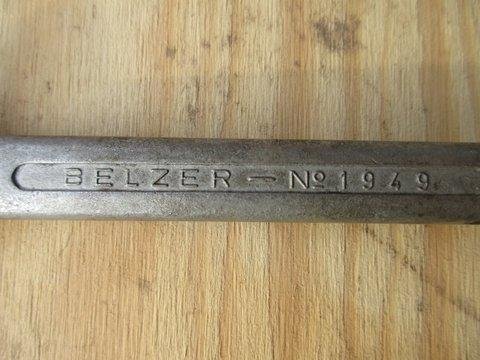 BELZER — No 1949